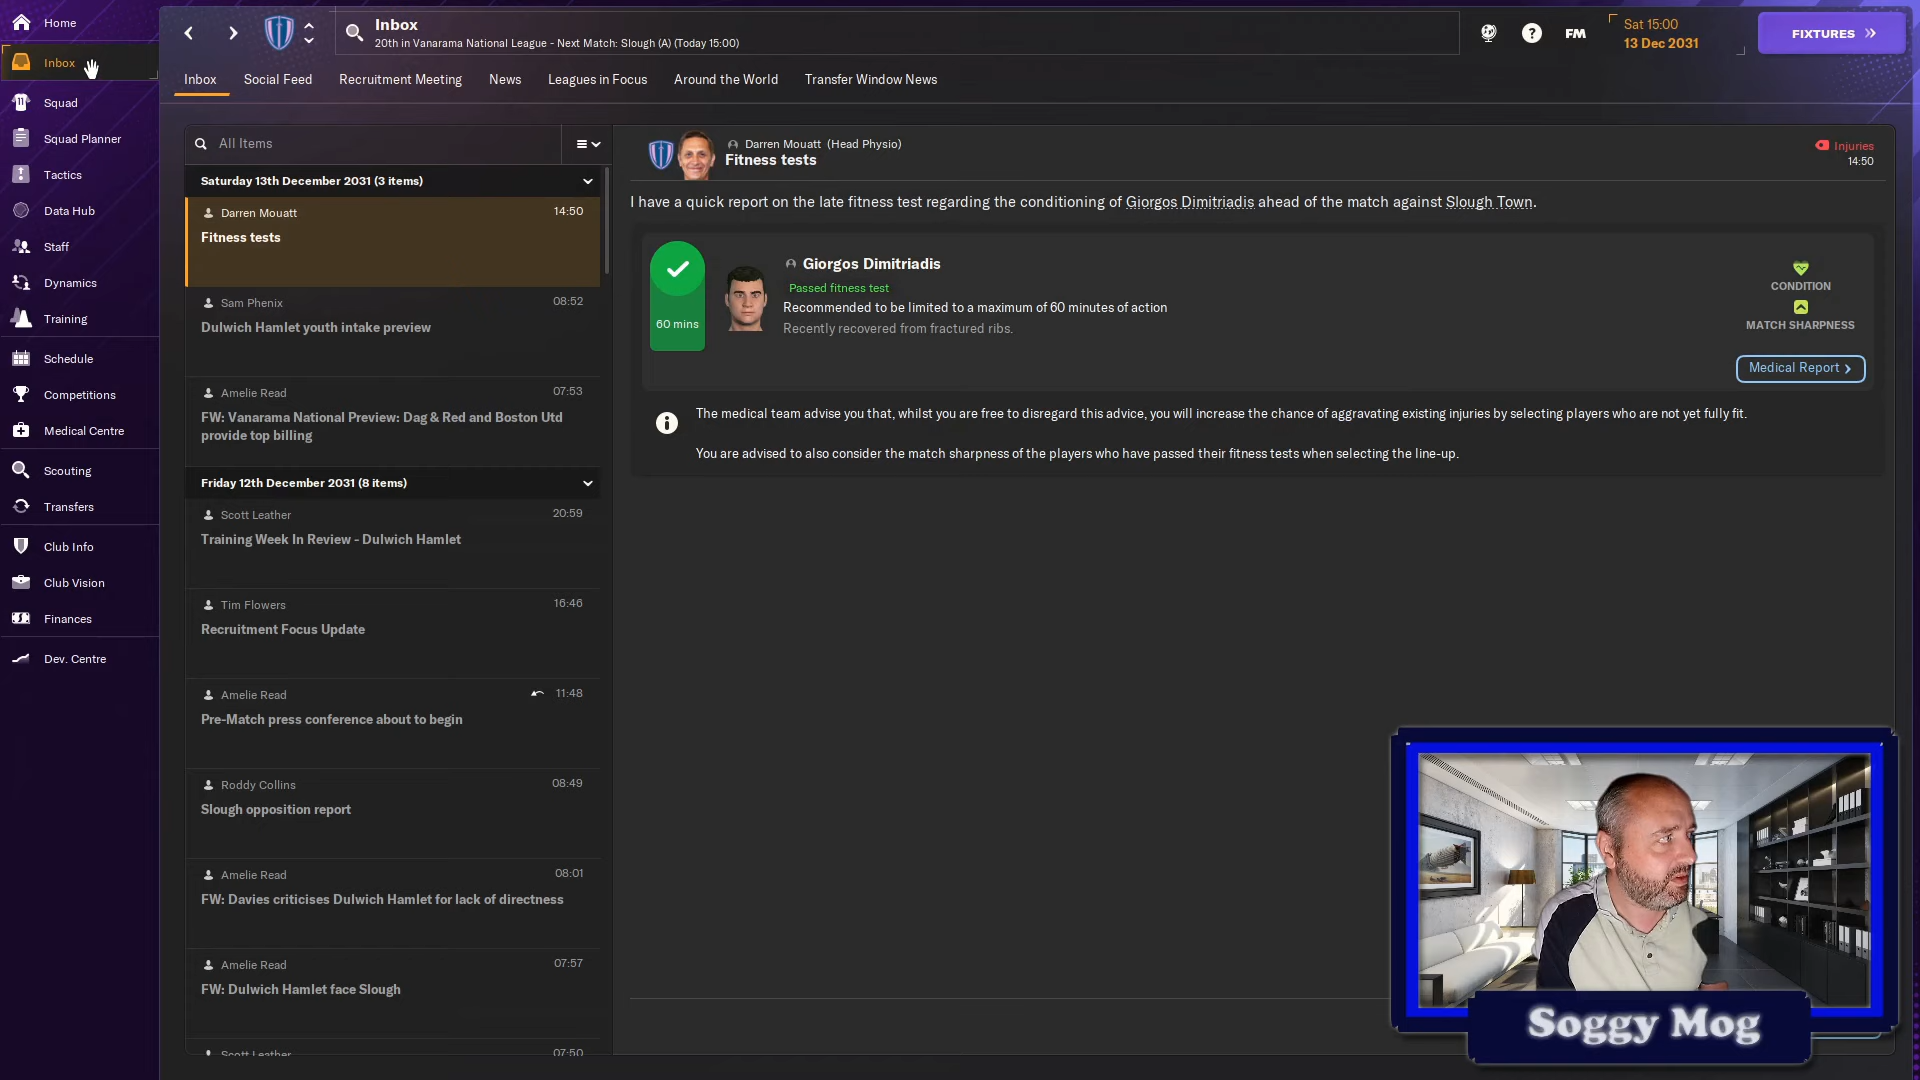 Home
Inbox
Squad
Squad Planner
Tactics
Data Hub
Staff
Dynamics
Training
Schedule
Competitions
Medical Centre
Scouting
Transfers
Club Info
Club Vision
Finances
Dev. Centre
Inbox
20th in Vanarama National League - Next Match: Slough (A) (Today 15:00)
FM
Sat 15:00
13 Dec 2031
FIXTURES
Inbox
Social Feed
Recruitment Meeting
News
Leagues in Focus
Around the World
Transfer Window News
All Items
Saturday 13th December 2031 (3 items)
Darren Mouatt 14:50
Fitness tests
Sam Phenix 08:52
Dulwich Hamlet youth intake preview
Amelie Read 07:53
FW: Vanarama National Preview: Dag & Red and Boston Utd
provide top billing
Friday 12th December 2031 (8 items)
Scott Leather 20:59
Training Week In Review - Dulwich Hamlet
Tim Flowers 16:46
Recruitment Focus Update
Amelie Read 11:48
Pre-Match press conference about to begin
Roddy Collins 08:49
Slough opposition report
Amelie Read 08:01
FW: Davies criticises Dulwich Hamlet for lack of directness
Amelie Read 07:57
FW: Dulwich Hamlet face Slough
Scott Leather 07:50
Darren Mouatt (Head Physio)
Fitness tests
Injuries
14:50
I have a quick report on the late fitness test regarding the conditioning of Giorgos Dimitriadis ahead of the match against Slough Town.
60 mins
Giorgos Dimitriadis
Passed fitness test
Recommended to be limited to a maximum of 60 minutes of action
Recently recovered from fractured ribs.
CONDITION
MATCH SHARPNESS
Medical Report
The medical team advise you that, whilst you are free to disregard this advice, you will increase the chance of aggravating existing injuries by selecting players who are not yet fully fit.
You are advised to also consider the match sharpness of the players who have passed their fitness tests when selecting the line-up.
Soggy Mog